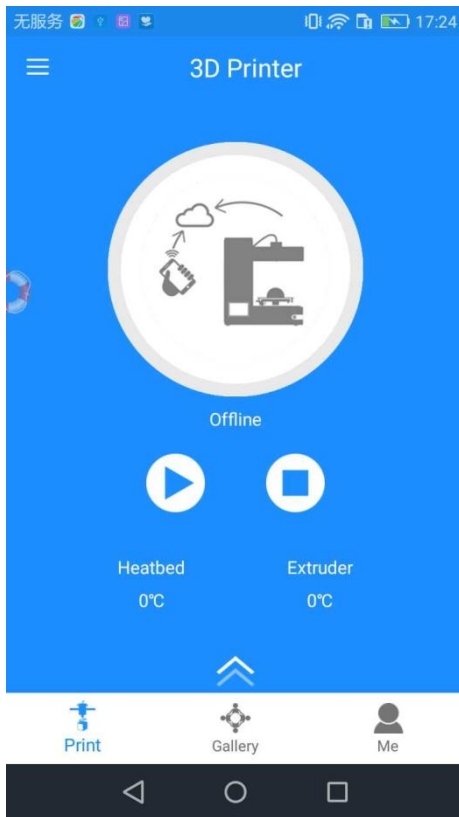 无服务 17:24
3D Printer
Offline
Heatbed Extruder
0℃ 0℃
Print Gallery Me